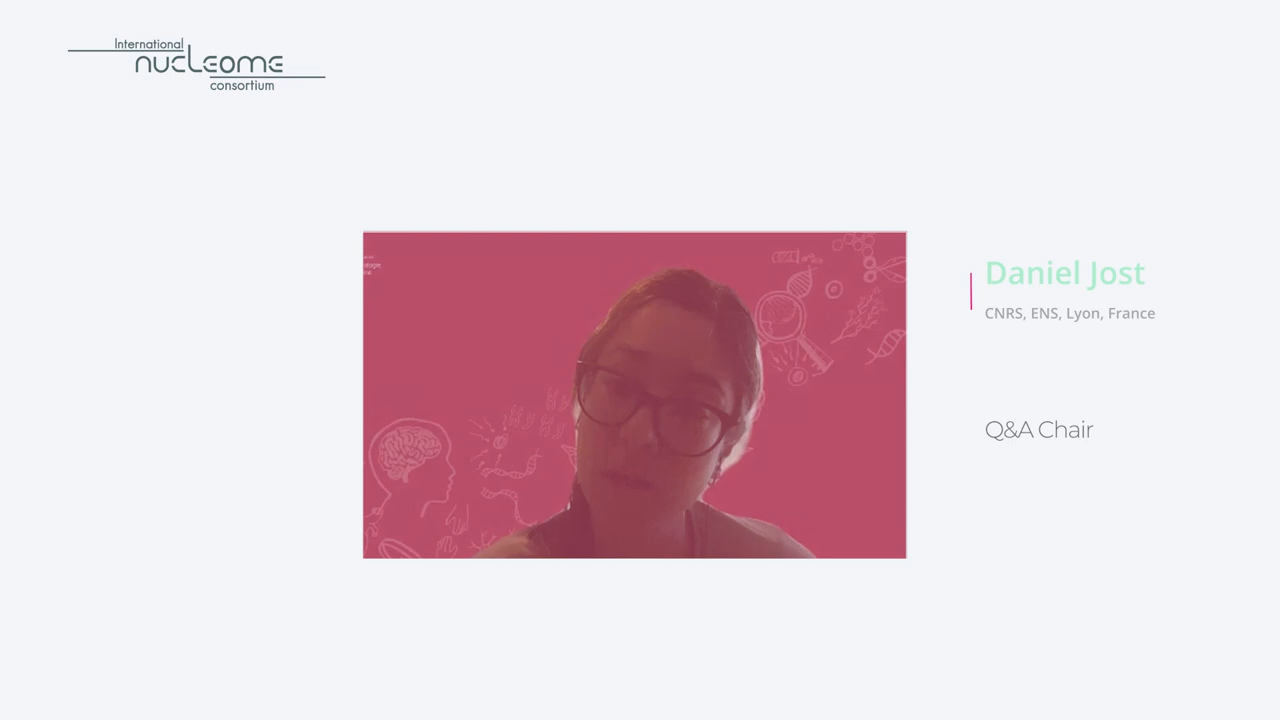 International
nucleome
consortium
Daniel Jost
CNRS, ENS, Lyon, France
Q&A Chair